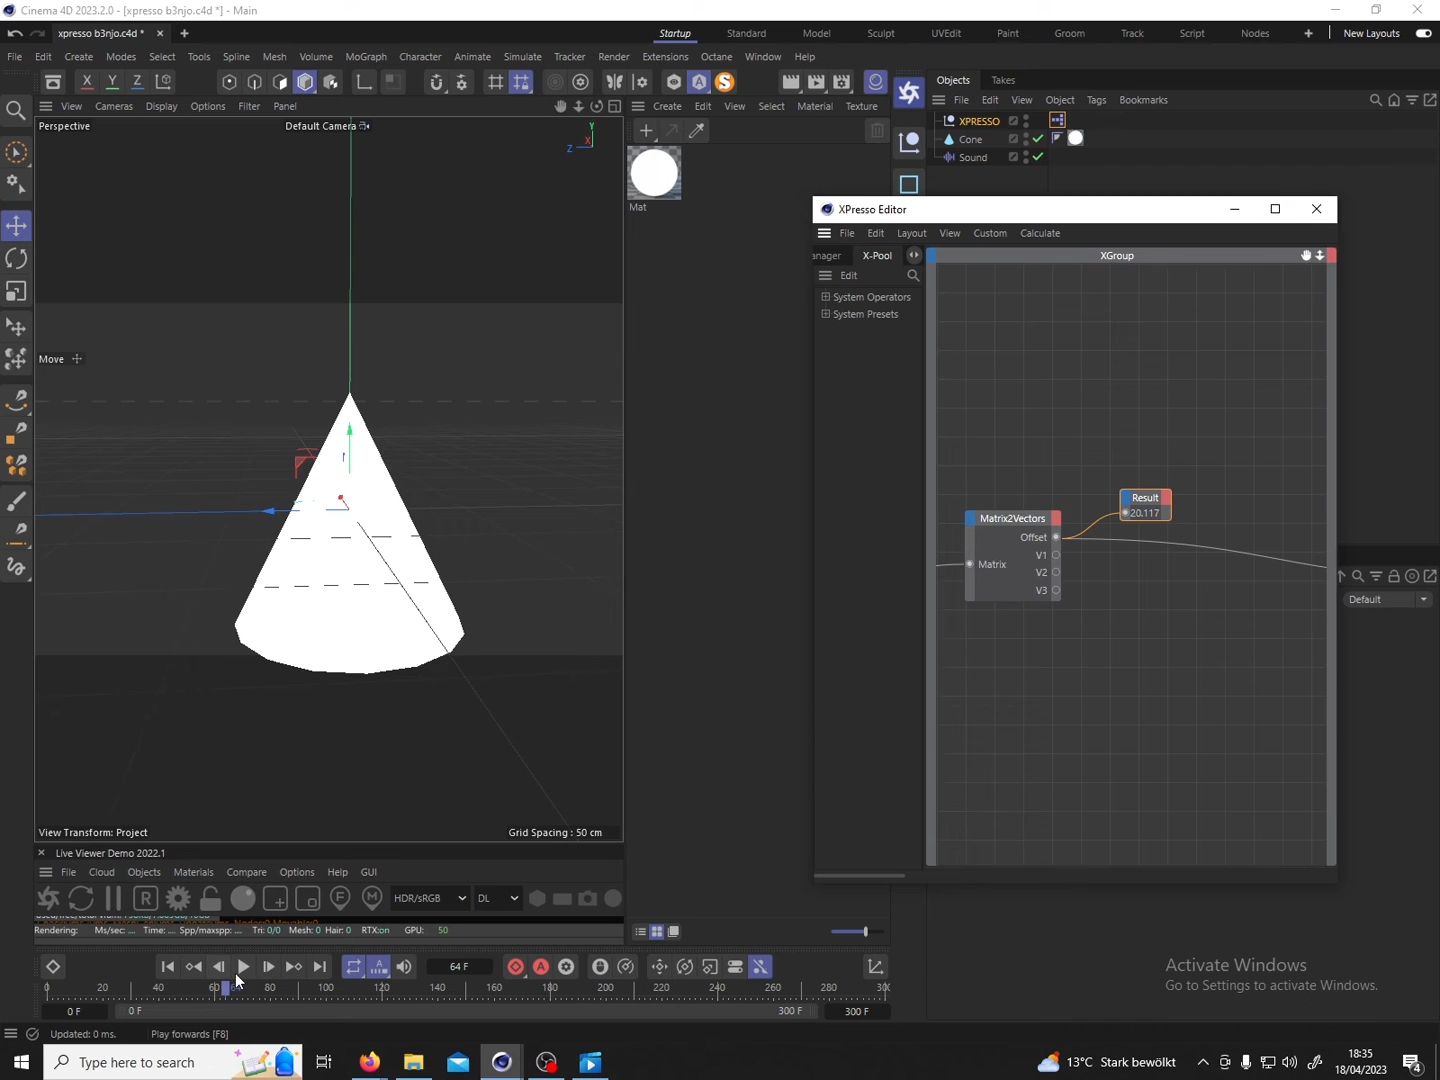 Cinema 4D 2023.2.0 - [xpresso b3njo.c4d *] - Main
xpresso b3njo.c4d *
Startup Standard Model Sculpt UVEdit Paint Groom Track Script Nodes New Layouts
File Edit Create Modes Select Tools Spline Mesh Volume MoGraph Character Animate Simulate Tracker Render Extensions Octane Window Help
X Y Z
A S
Objects Takes
View Cameras Display Options Filter Panel
Create Edit View Select Material Texture
File Edit View Object Tags Bookmarks
Perspective
Default Camera
Y
X
Z
XPRESSO
Cone
Sound
Mat
XPresso Editor
File Edit Layout View Custom Calculate
anager X-Pool
XGroup
Edit
System Operators
System Presets
Move
Result
20.117
Matrix2Vectors
Offset
V1
Matrix
V2
V3
Default
View Transform: Project
Grid Spacing : 50 cm
Live Viewer Demo 2022.1
File Cloud Objects Materials Compare Options Help GUI
R F M HDR/sRGB DL
Rendering: Ms/sec: ... Time: ... Spp/maxspp: ... Tri: 0/0 Mesh: 0 Hair: 0 RTX:on GPU: 50
64 F
A
0 20 40 60 80 100 120 140 160 180 200 220 240 260 280
0 F 0 F 300 F 300 F
Updated: 0 ms. Play forwards [F8]
Activate Windows
Go to Settings to activate Windows.
Type here to search
13°C Stark bewölkt
18:35
18/04/2023
4